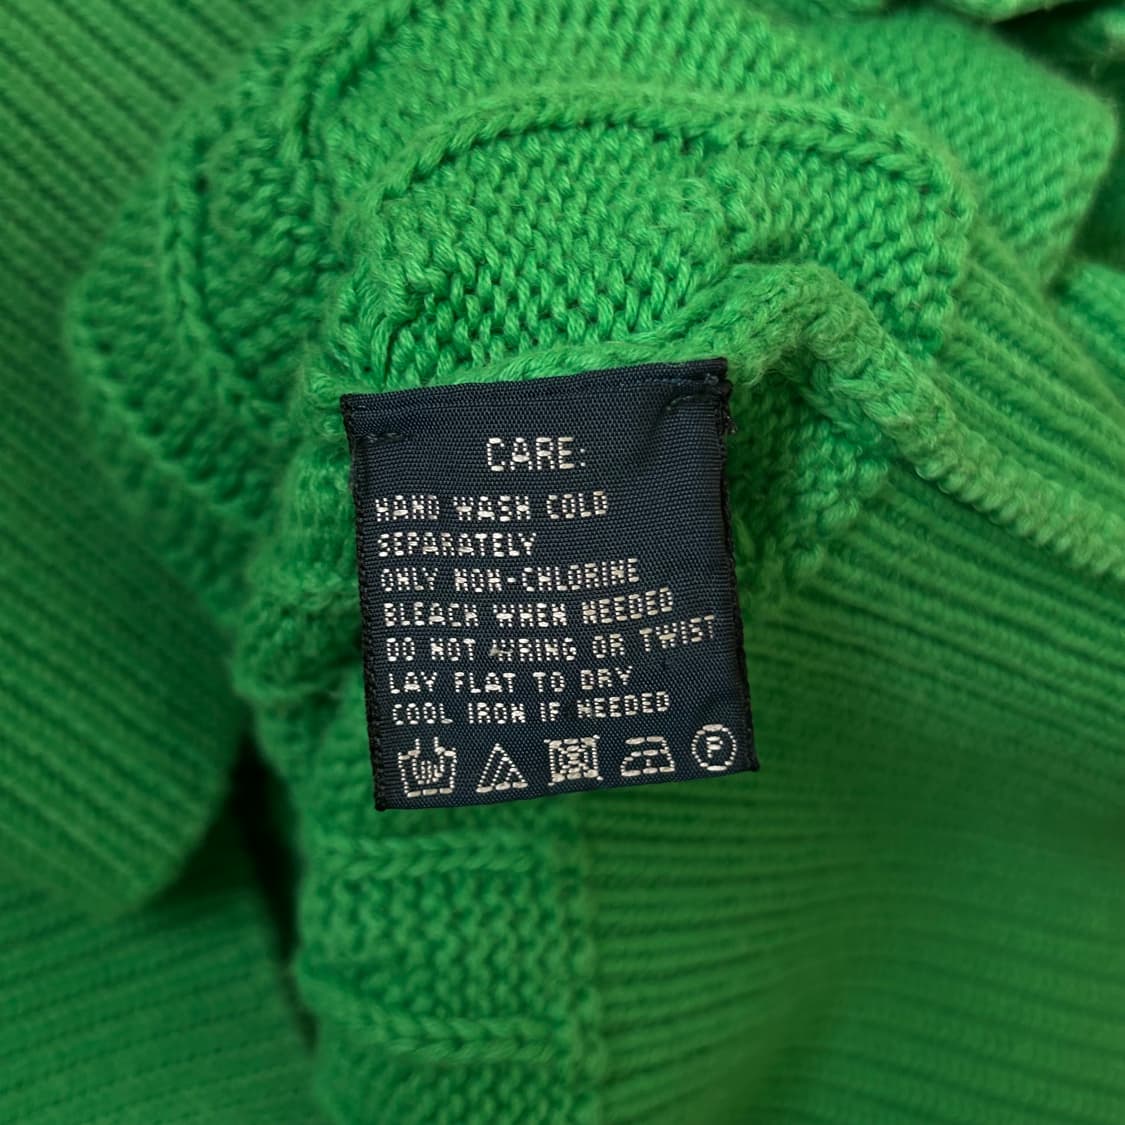 CARE:
HAND WASH COLD
SEPARATELY
ONLY NON-CHLORINE
BLEACH WHEN NEEDED
DO NOT WRING OR TWIST
LAY FLAT TO DRY
COOL IRON IF NEEDED
F